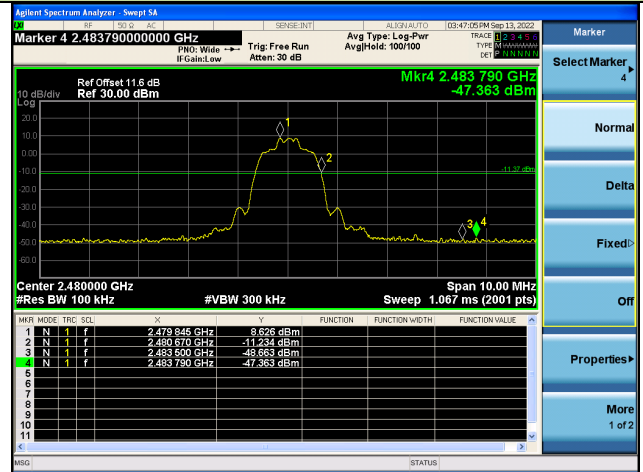 Agilent Spectrum Analyzer - Swept SA
LXI RF 50 Ω AC SENSE:INT ALIGN AUTO 03:47:05 PM Sep 13, 2022
Marker 4 2.483790000000 GHz
PNO: Wide
IFGain:Low
Trig: Free Run
Atten: 30 dB
Avg Type: Log-Pwr
Avg|Hold: 100/100
TRACE 1 2 3 4 5 6
TYPE MWWWWW
DET P N N N N N
Ref Offset 11.6 dB
10 dB/div Ref 30.00 dBm
Log
Mkr4 2.483 790 GHz
-47.363 dBm
20.0
10.0
0.00
-10.0
-20.0
-30.0
-40.0
-50.0
-60.0
1
2
3
4
-11.37 dBm
Center 2.480000 GHz Span 10.00 MHz
#Res BW 100 kHz #VBW 300 kHz Sweep 1.067 ms (2001 pts)
MKR MODE TRC SCL X Y FUNCTION FUNCTION WIDTH FUNCTION VALUE
1 N 1 f 2.479 845 GHz 8.626 dBm
2 N 1 f 2.480 670 GHz -11.234 dBm
3 N 1 f 2.483 500 GHz -48.663 dBm
4 N 1 f 2.483 790 GHz -47.363 dBm
5
6
7
8
9
10
11
MSG STATUS
Marker
Select Marker
4
Normal
Delta
Fixed
Off
Properties
More
1 of 2